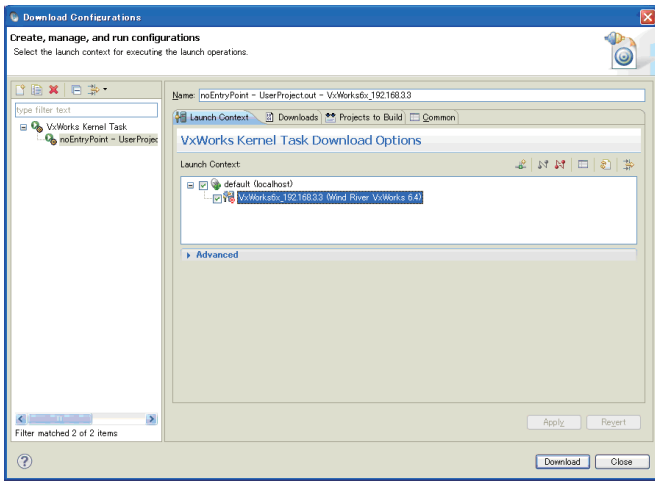 Download Configurations
Create, manage, and run configurations
Select the launch context for executing the launch operations.
type filter text
VxWorks Kernel Task
noEntryPoint - UserProjec
Filter matched 2 of 2 items
Name: noEntryPoint - UserProject.out - VxWorks6x_192.168.3.3
Launch Context Downloads Projects to Build Common
VxWorks Kernel Task Download Options
Launch Context:
default (localhost)
VxWorks6x_192.168.3.3 (Wind River VxWorks 6.4)
Advanced
Apply Revert
Download Close